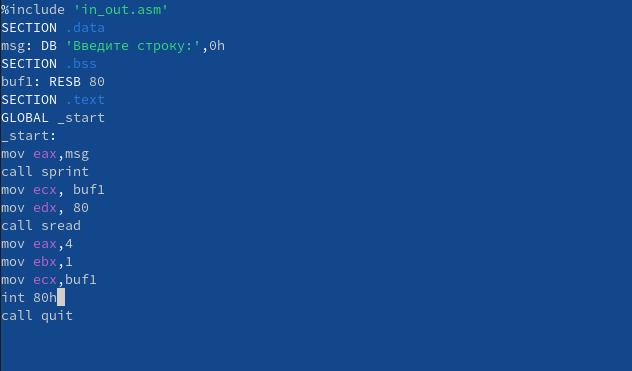 %include 'in_out.asm'
SECTION .data
msg: DB 'Введите строку:',0h
SECTION .bss
buf1: RESB 80
SECTION .text
GLOBAL _start
_start:
mov eax,msg
call sprint
mov ecx, buf1
mov edx, 80
call sread
mov eax,4
mov ebx,1
mov ecx,buf1
int 80h
call quit